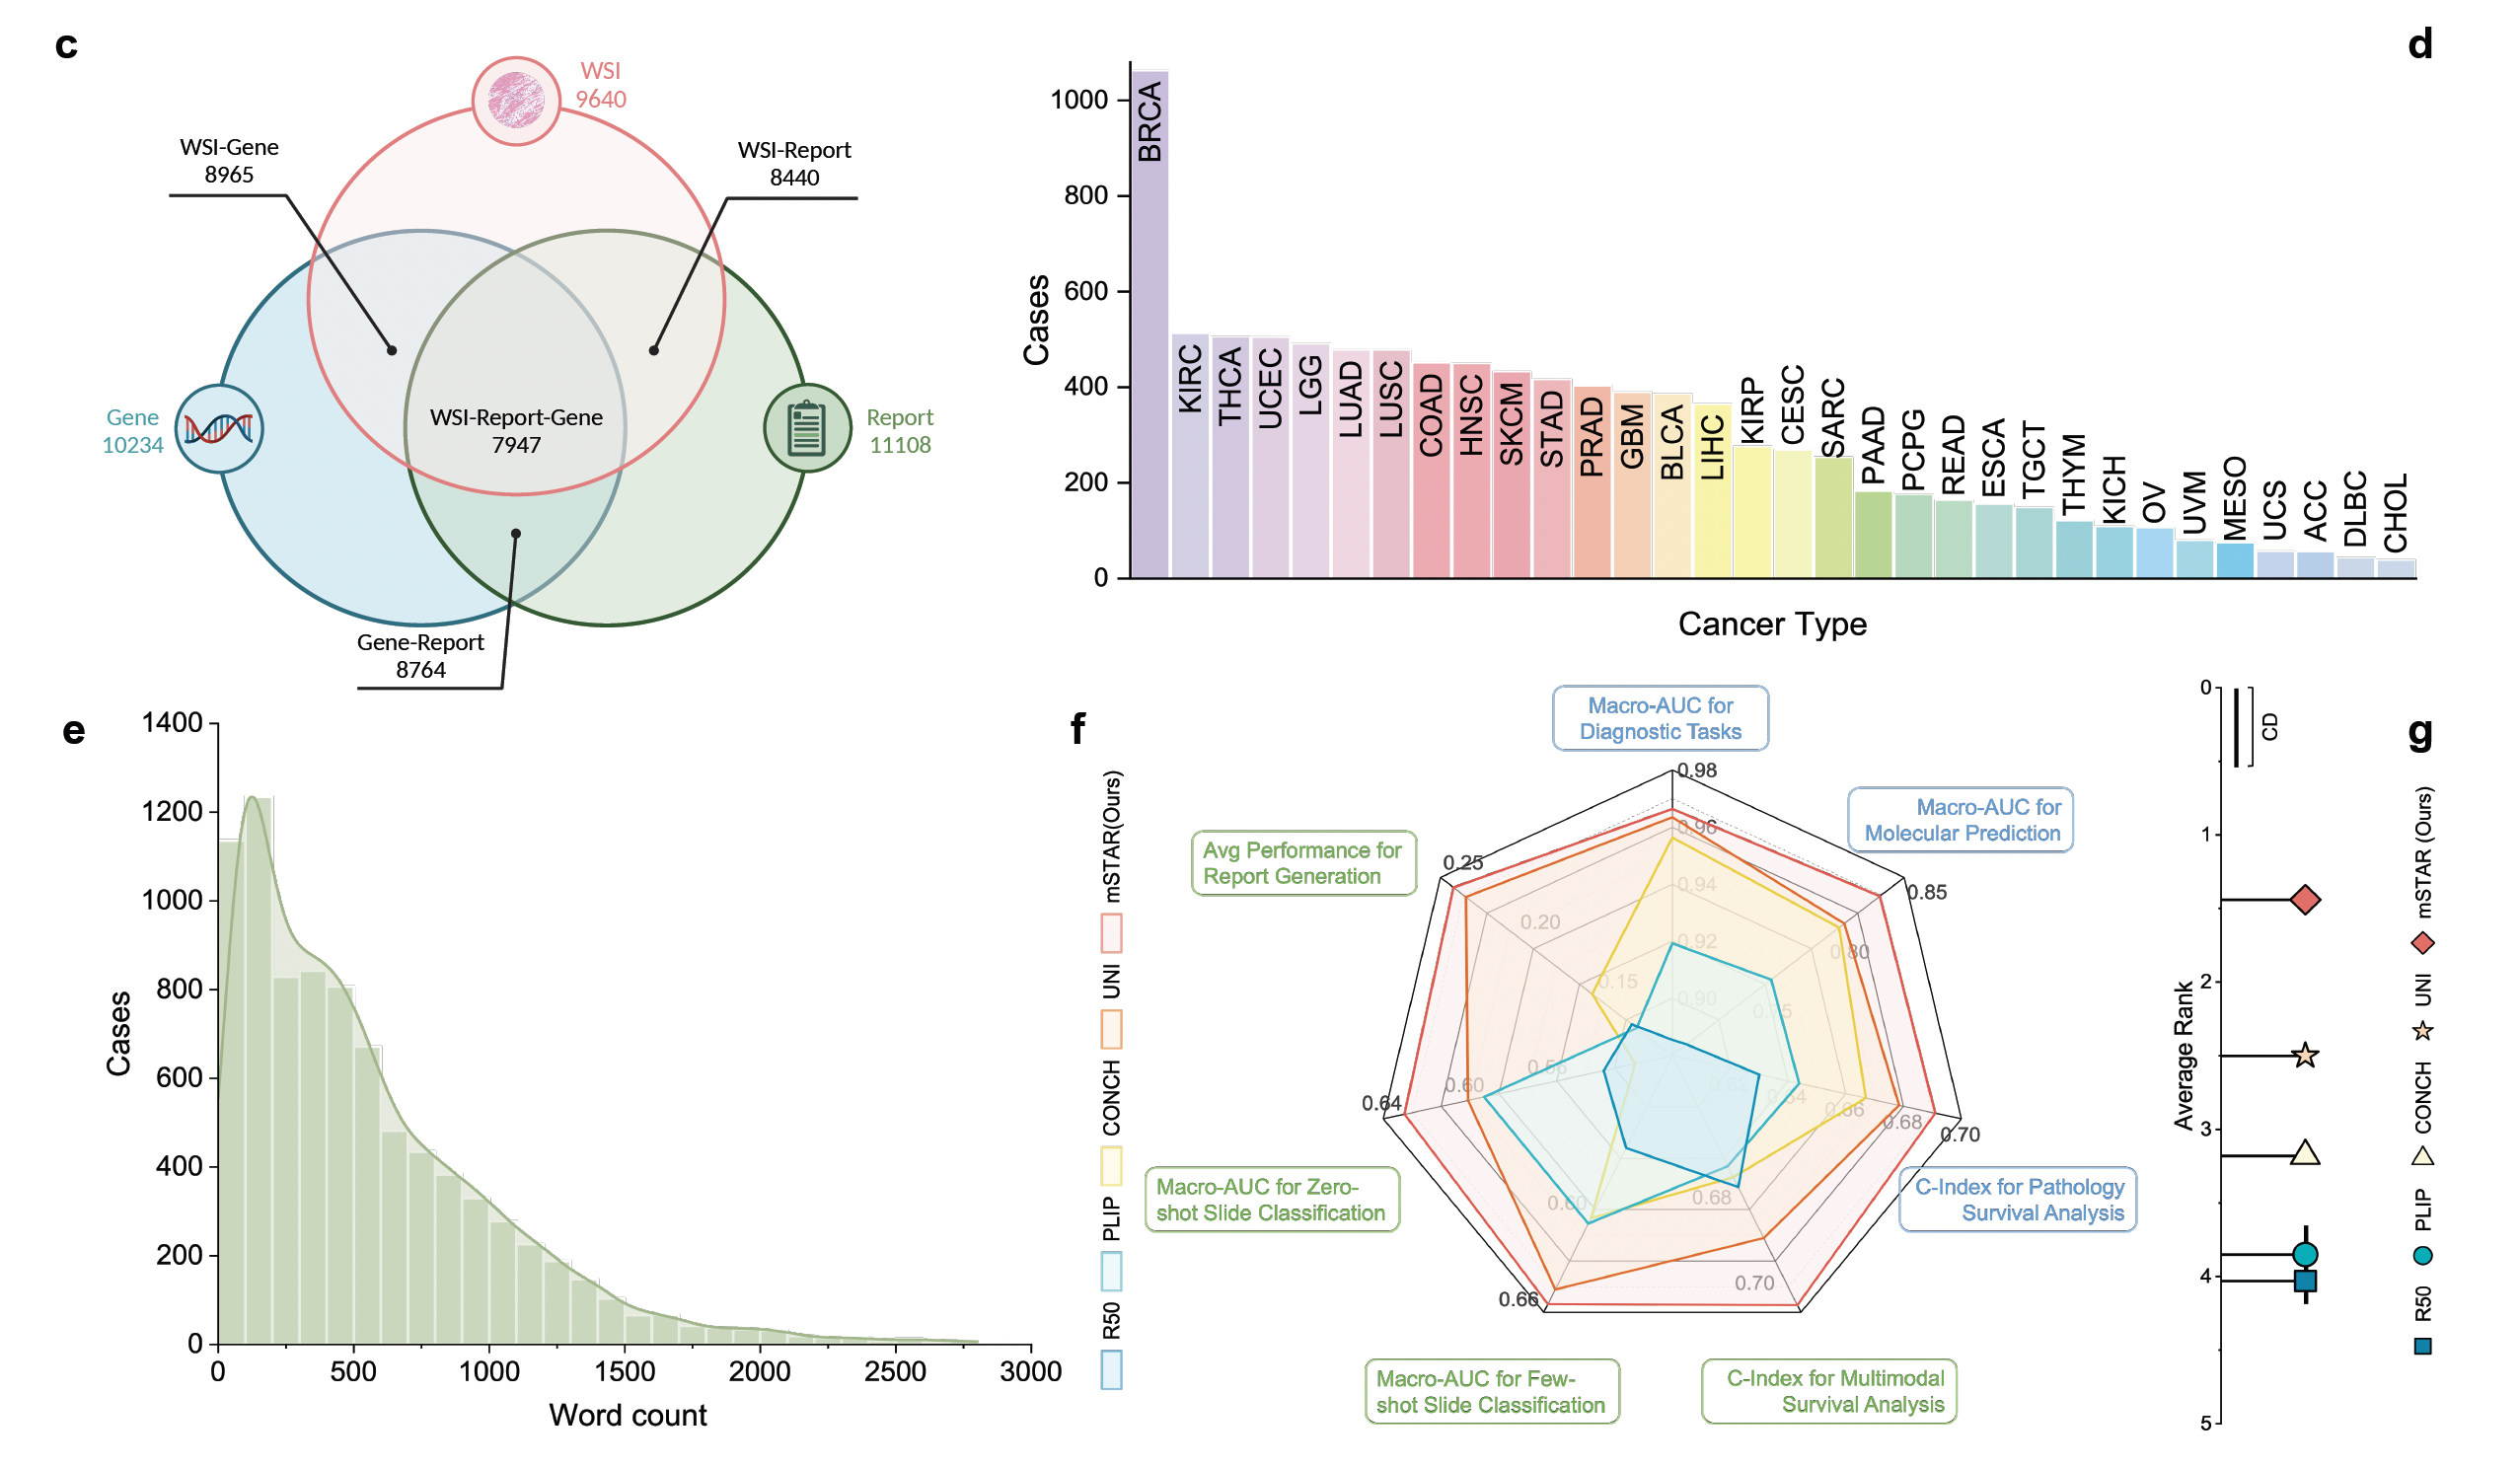 c
WSI
9640
WSI-Gene
8965
WSI-Report
8440
Gene
10234
WSI-Report-Gene
7947
Report
11108
Gene-Report
8764
d
Cases
1000
800
600
400
200
0
BRCA
KIRC
THCA
UCEC
LGG
LUAD
LUSC
COAD
HNSC
SKCM
STAD
PRAD
GBM
BLCA
LIHC
KIRP
CESC
SARC
PAAD
PCPG
READ
ESCA
TGCT
THYM
KICH
OV
UVM
MESO
UCS
ACC
DLBC
CHOL
Cancer Type
e
Cases
1400
1200
1000
800
600
400
200
0
0 500 1000 1500 2000 2500 3000
Word count
f
mSTAR(Ours)
UNI
CONCH
PLIP
R50
Macro-AUC for
Diagnostic Tasks
0.98
0.96
0.94
0.92
0.90
Macro-AUC for
Molecular Prediction
0.85
0.80
0.75
C-Index for Pathology
Survival Analysis
0.70
0.68
0.66
0.64
C-Index for Multimodal
Survival Analysis
0.70
0.68
Macro-AUC for Few-
shot Slide Classification
0.66
0.60
Macro-AUC for Zero-
shot Slide Classification
0.64
0.60
0.56
Avg Performance for
Report Generation
0.25
0.20
0.15
g
CD
Average Rank
0
1
2
3
4
5
mSTAR (Ours)
UNI
CONCH
PLIP
R50